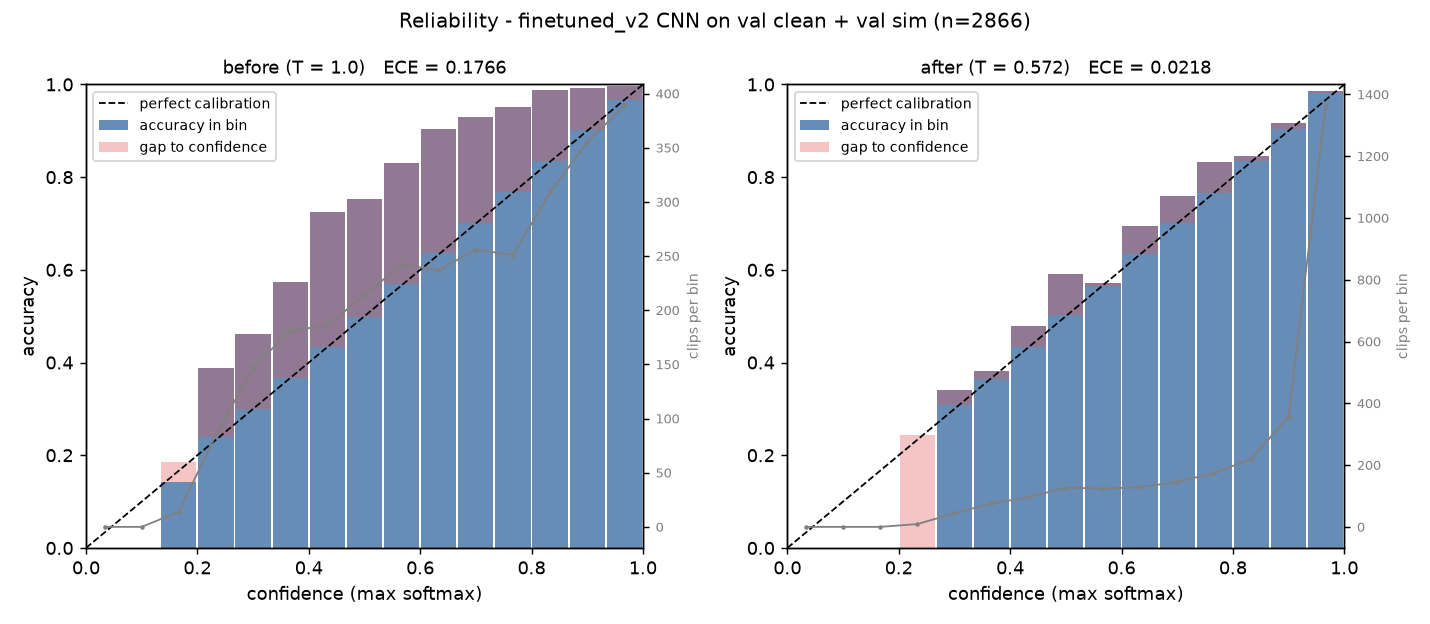 Reliability - finetuned_v2 CNN on val clean + val sim (n=2866)
before (T = 1.0)   ECE = 0.1766
perfect calibration
accuracy in bin
gap to confidence
1.0
0.8
0.6
0.4
0.2
0.0
accuracy
0.0 0.2 0.4 0.6 0.8 1.0
confidence (max softmax)
400
350
300
250
200
150
100
50
0
clips per bin
after (T = 0.572)   ECE = 0.0218
perfect calibration
accuracy in bin
gap to confidence
1.0
0.8
0.6
0.4
0.2
0.0
accuracy
0.0 0.2 0.4 0.6 0.8 1.0
confidence (max softmax)
1400
1200
1000
800
600
400
200
0
clips per bin